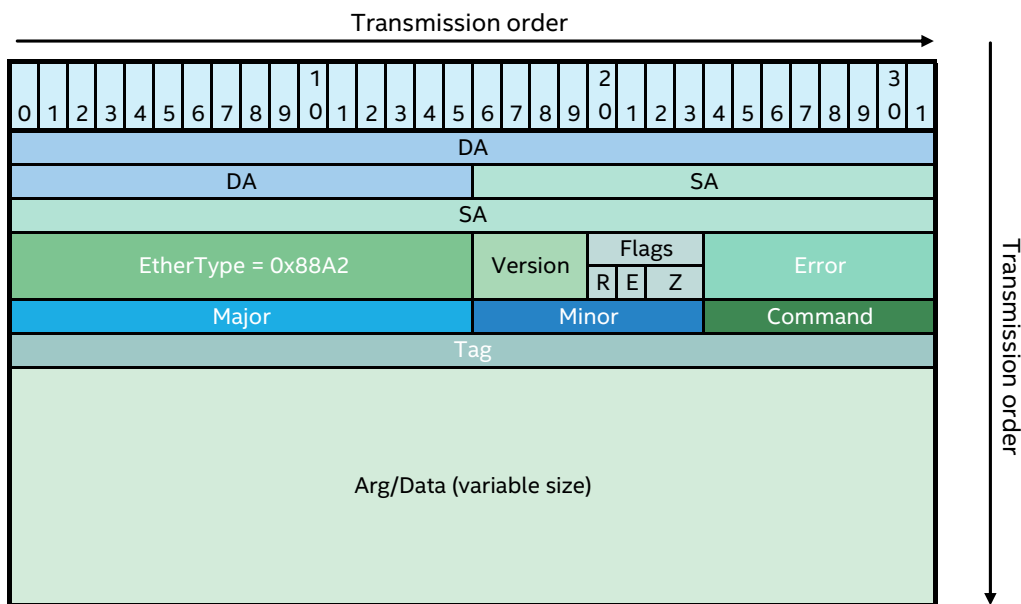 Transmission order
1 2 3
0 1 2 3 4 5 6 7 8 9 0 1 2 3 4 5 6 7 8 9 0 1 2 3 4 5 6 7 8 9 0 1
DA
DA SA
SA
EtherType = 0x88A2 Version Flags Error
R E Z
Major Minor Command
Tag
Arg/Data (variable size)
Transmission order